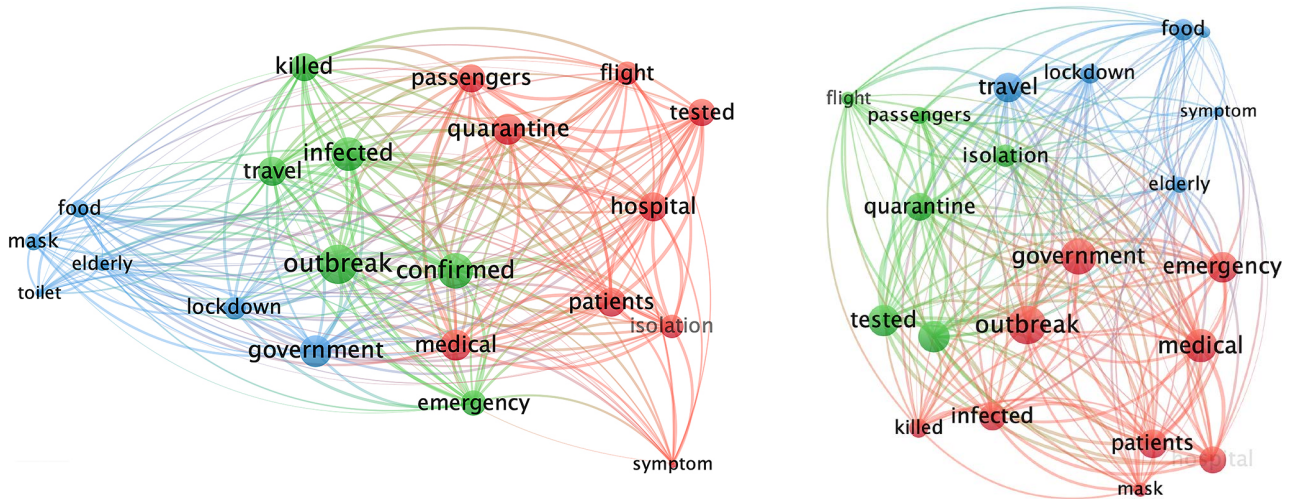 killed
passengers
flight
tested
quarantine
infected
travel
food
hospital
mask
elderly
outbreak
confirmed
toilet
lockdown
patients
isolation
government
medical
emergency
symptom
food
lockdown
travel
flight
passengers
symptom
isolation
elderly
quarantine
government
emergency
tested
outbreak
medical
killed
infected
patients
hospital
mask